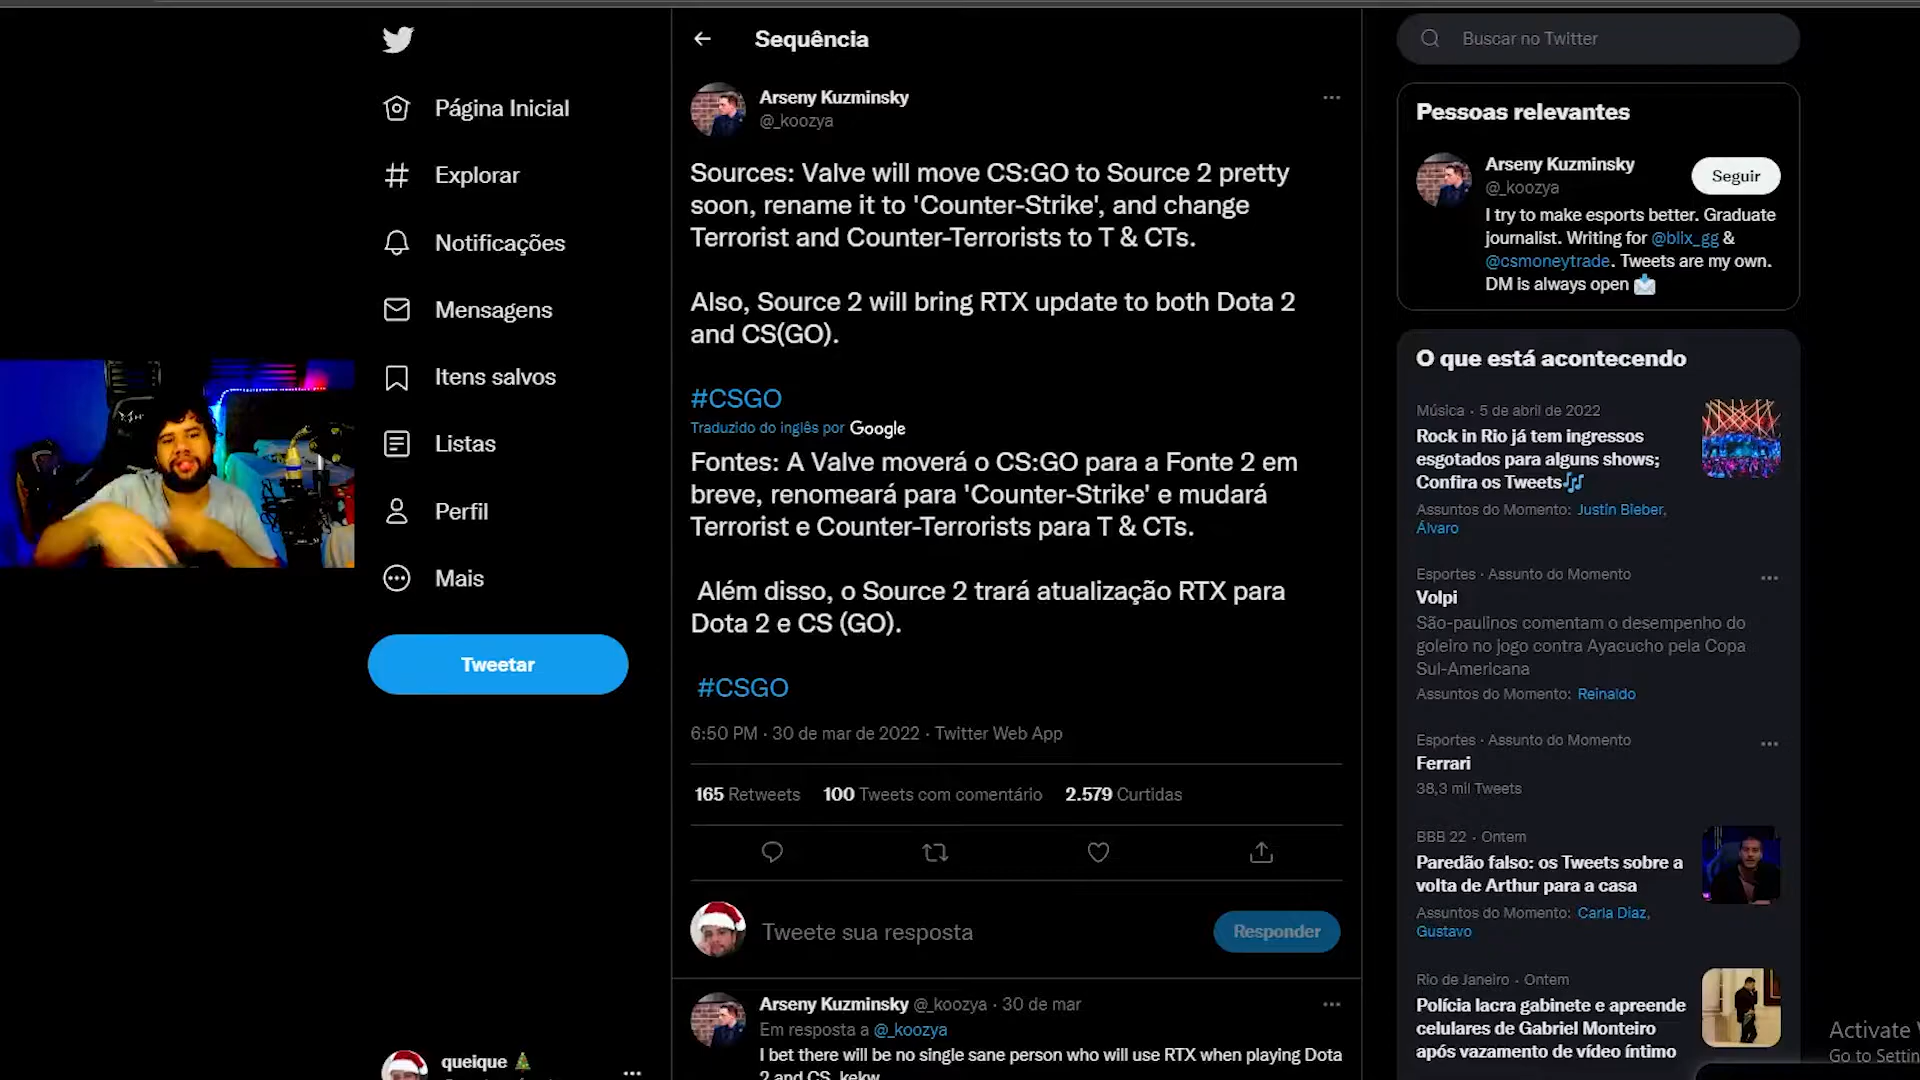 Página Inicial
Explorar
Notificações
Mensagens
Itens salvos
Listas
Perfil
Mais
Tweetar
queique 🎄
Sequência
Arseny Kuzminsky
@_koozya
Sources: Valve will move CS:GO to Source 2 pretty
soon, rename it to 'Counter-Strike', and change
Terrorist and Counter-Terrorists to T & CTs.
Also, Source 2 will bring RTX update to both Dota 2
and CS(GO).
#CSGO
Traduzido do inglês por Google
Fontes: A Valve moverá o CS:GO para a Fonte 2 em
breve, renomeará para 'Counter-Strike' e mudará
Terrorist e Counter-Terrorists para T & CTs.
Além disso, o Source 2 trará atualização RTX para
Dota 2 e CS (GO).
#CSGO
6:50 PM · 30 de mar de 2022 · Twitter Web App
165 Retweets 100 Tweets com comentário 2.579 Curtidas
Tweete sua resposta
Responder
Arseny Kuzminsky @_koozya · 30 de mar
Em resposta a @_koozya
I bet there will be no single sane person who will use RTX when playing Dota
2 and CS, kekw
Buscar no Twitter
Pessoas relevantes
Arseny Kuzminsky
@_koozya
Seguir
I try to make esports better. Graduate
journalist. Writing for @blix_gg &
@csmoneytrade. Tweets are my own.
DM is always open 📩
O que está acontecendo
Música · 5 de abril de 2022
Rock in Rio já tem ingressos
esgotados para alguns shows;
Confira os Tweets🎶
Assuntos do Momento: Justin Bieber,
Álvaro
Esportes · Assunto do Momento
Volpi
São-paulinos comentam o desempenho do
goleiro no jogo contra Ayacucho pela Copa
Sul-Americana
Assuntos do Momento: Reinaldo
Esportes · Assunto do Momento
Ferrari
38,3 mil Tweets
BBB 22 · Ontem
Paredão falso: os Tweets sobre a
volta de Arthur para a casa
Assuntos do Momento: Carla Diaz,
Gustavo
Rio de Janeiro · Ontem
Polícia lacra gabinete e apreende
celulares de Gabriel Monteiro
após vazamento de vídeo íntimo
Activate
Go to Settin